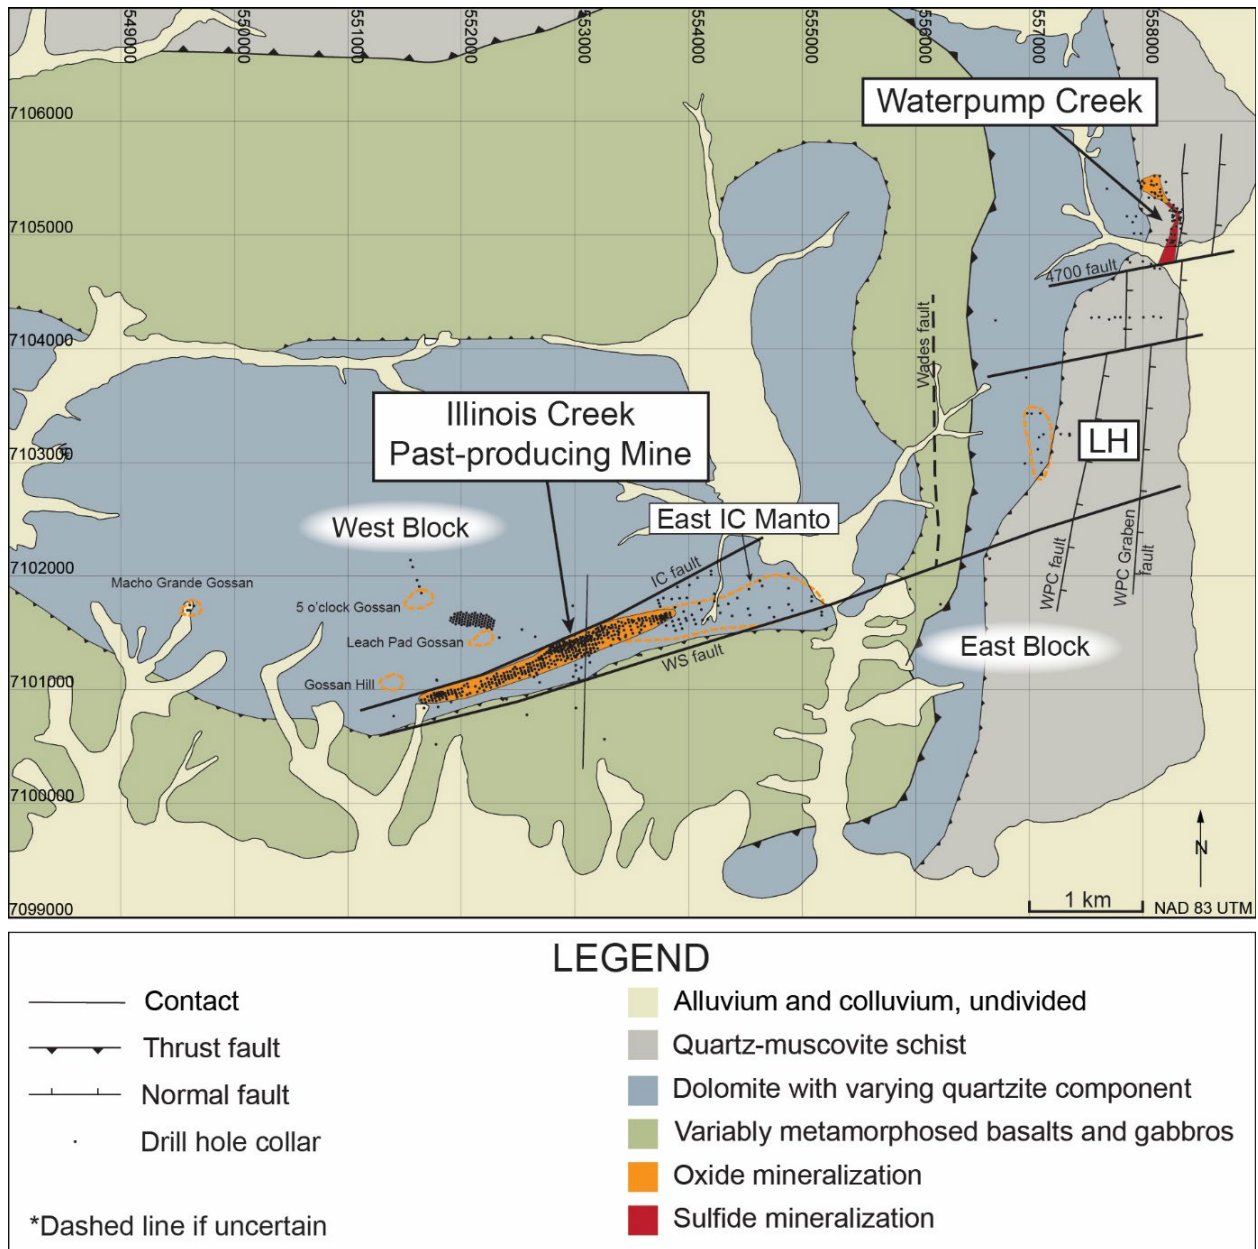 549000
550000
551000
552000
553000
554000
555000
556000
557000
558000
7106000
Waterpump Creek
7105000
4700 fault
7104000
Wades fault
Illinois Creek
Past-producing Mine
7103000
LH
West Block
East IC Manto
WPC fault
WPC Graben
fault
7102000
IC fault
Macho Grande Gossan
5 o'clock Gossan
Leach Pad Gossan
WS fault
East Block
Gossan Hill
7101000
7100000
N
1 km
7099000
NAD 83 UTM
LEGEND
Contact
Thrust fault
Normal fault
Drill hole collar
*Dashed line if uncertain
Alluvium and colluvium, undivided
Quartz-muscovite schist
Dolomite with varying quartzite component
Variably metamorphosed basalts and gabbros
Oxide mineralization
Sulfide mineralization